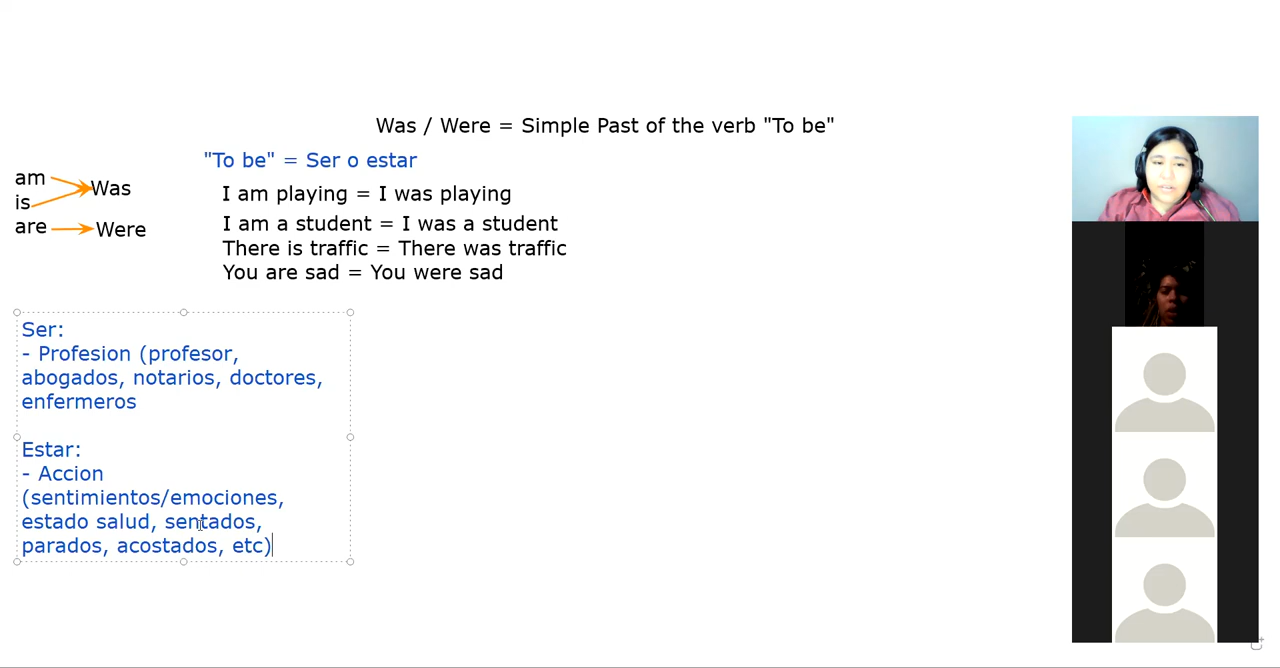 Was / Were = Simple Past of the verb "To be"
"To be" = Ser o estar
am
is
are
Was
Were
I am playing = I was playing
I am a student = I was a student
There is traffic = There was traffic
You are sad = You were sad
Ser:
- Profesion (profesor,
abogados, notarios, doctores,
enfermeros
Estar:
- Accion
(sentimientos/emociones,
estado salud, sentados,
parados, acostados, etc)